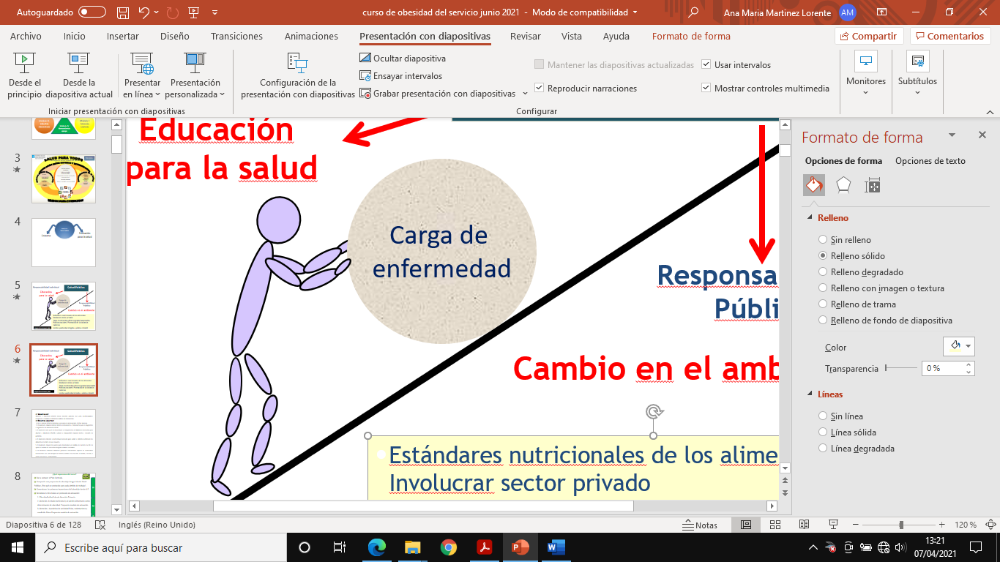 Autoguardado
curso de obesidad del servicio junio 2021 - Modo de compatibilidad
Ana Maria Martinez Lorente
AM
Archivo Inicio Insertar Diseño Transiciones Animaciones Presentación con diapositivas Revisar Vista Ayuda Formato de forma
Compartir
Comentarios
Desde el principio
Desde la diapositiva actual
Presentar en línea
Presentación personalizada
Iniciar presentación con diapositivas
Configuración de la presentación con diapositivas
Ocultar diapositiva
Ensayar intervalos
Grabar presentación con diapositivas
Mantener las diapositivas actualizadas
Reproducir narraciones
Usar intervalos
Mostrar controles multimedia
Configurar
Monitores
Subtítulos
3
SALUD PARA TODOS
4
5
6
7
8
Educación
para la salud
Carga de
enfermedad
Responsa
Públi
Cambio en el amb
Estándares nutricionales de los alime
Involucrar sector privado
Formato de forma
Opciones de forma Opciones de texto
Relleno
Sin relleno
Relleno sólido
Relleno degradado
Relleno con imagen o textura
Relleno de trama
Relleno de fondo de diapositiva
Color
Transparencia 0 %
Líneas
Sin línea
Línea sólida
Línea degradada
Diapositiva 6 de 128
Inglés (Reino Unido)
Notas
120 %
Escribe aquí para buscar
13:21
07/04/2021